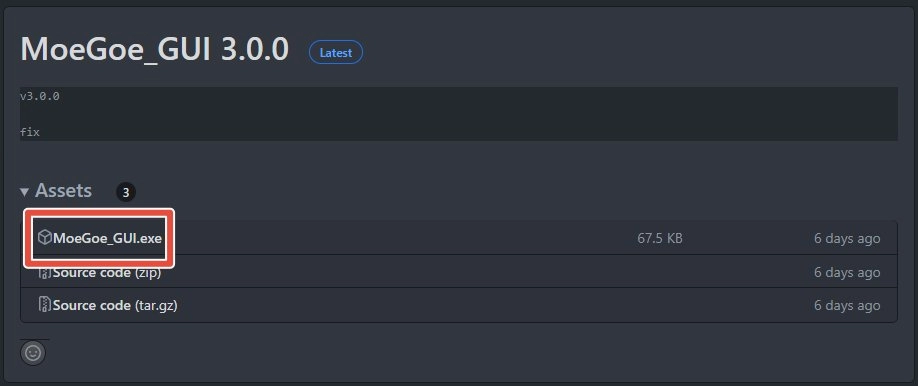 MoeGoe_GUI 3.0.0 Latest
v3.0.0
fix
Assets 3
MoeGoe_GUI.exe 67.5 KB 6 days ago
Source code (zip) 6 days ago
Source code (tar.gz) 6 days ago